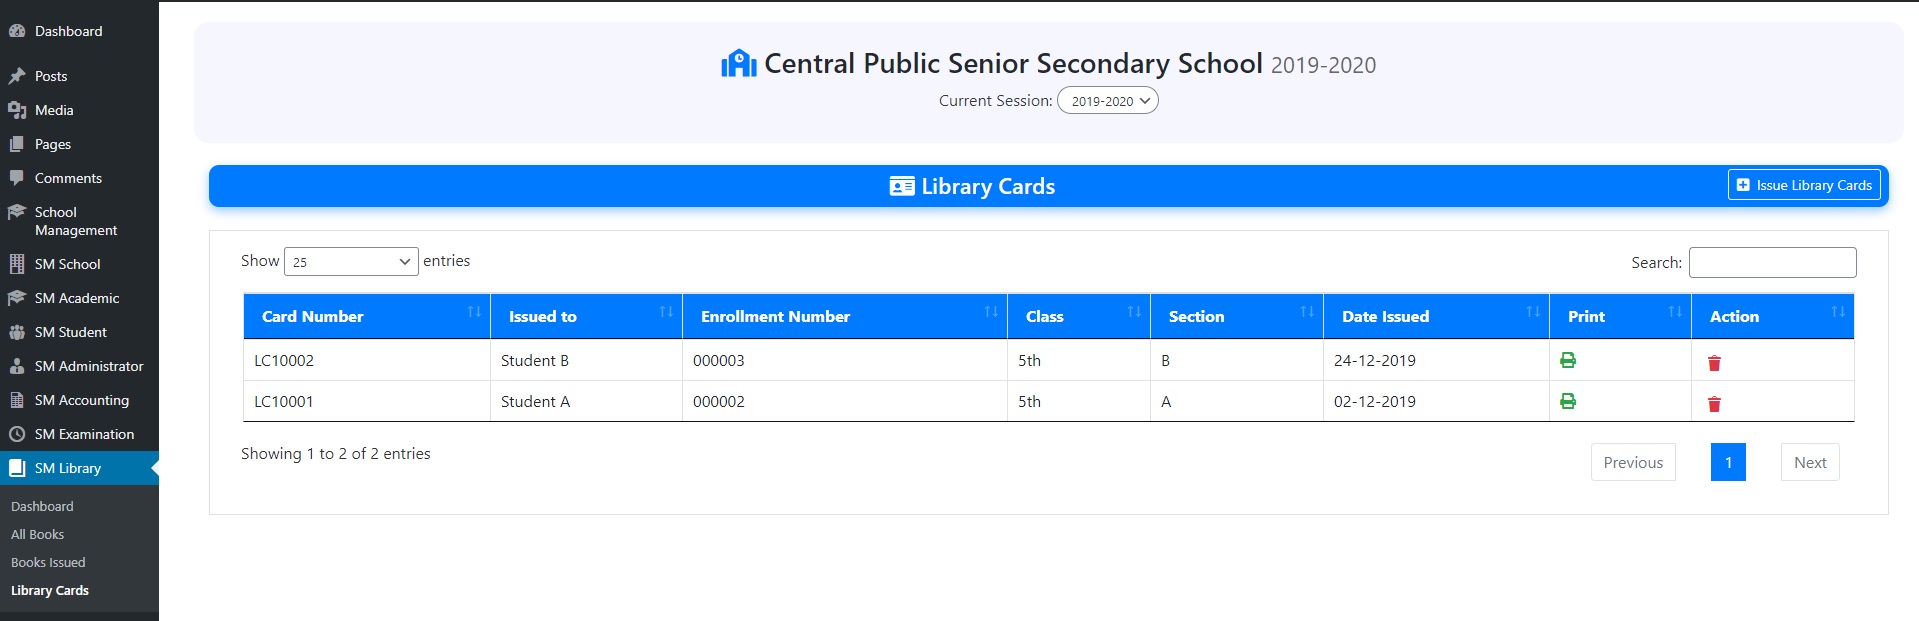 Dashboard
Posts
Media
Pages
Comments
School
Management
SM School
SM Academic
SM Student
SM Administrator
SM Accounting
SM Examination
SM Library
Dashboard
All Books
Books Issued
Library Cards
Central Public Senior Secondary School 2019-2020
Current Session: 2019-2020
Library Cards
Issue Library Cards
Show 25 entries
Search:
Card Number Issued to Enrollment Number Class Section Date Issued Print Action
LC10002 Student B 000003 5th B 24-12-2019
LC10001 Student A 000002 5th A 02-12-2019
Showing 1 to 2 of 2 entries
Previous 1 Next